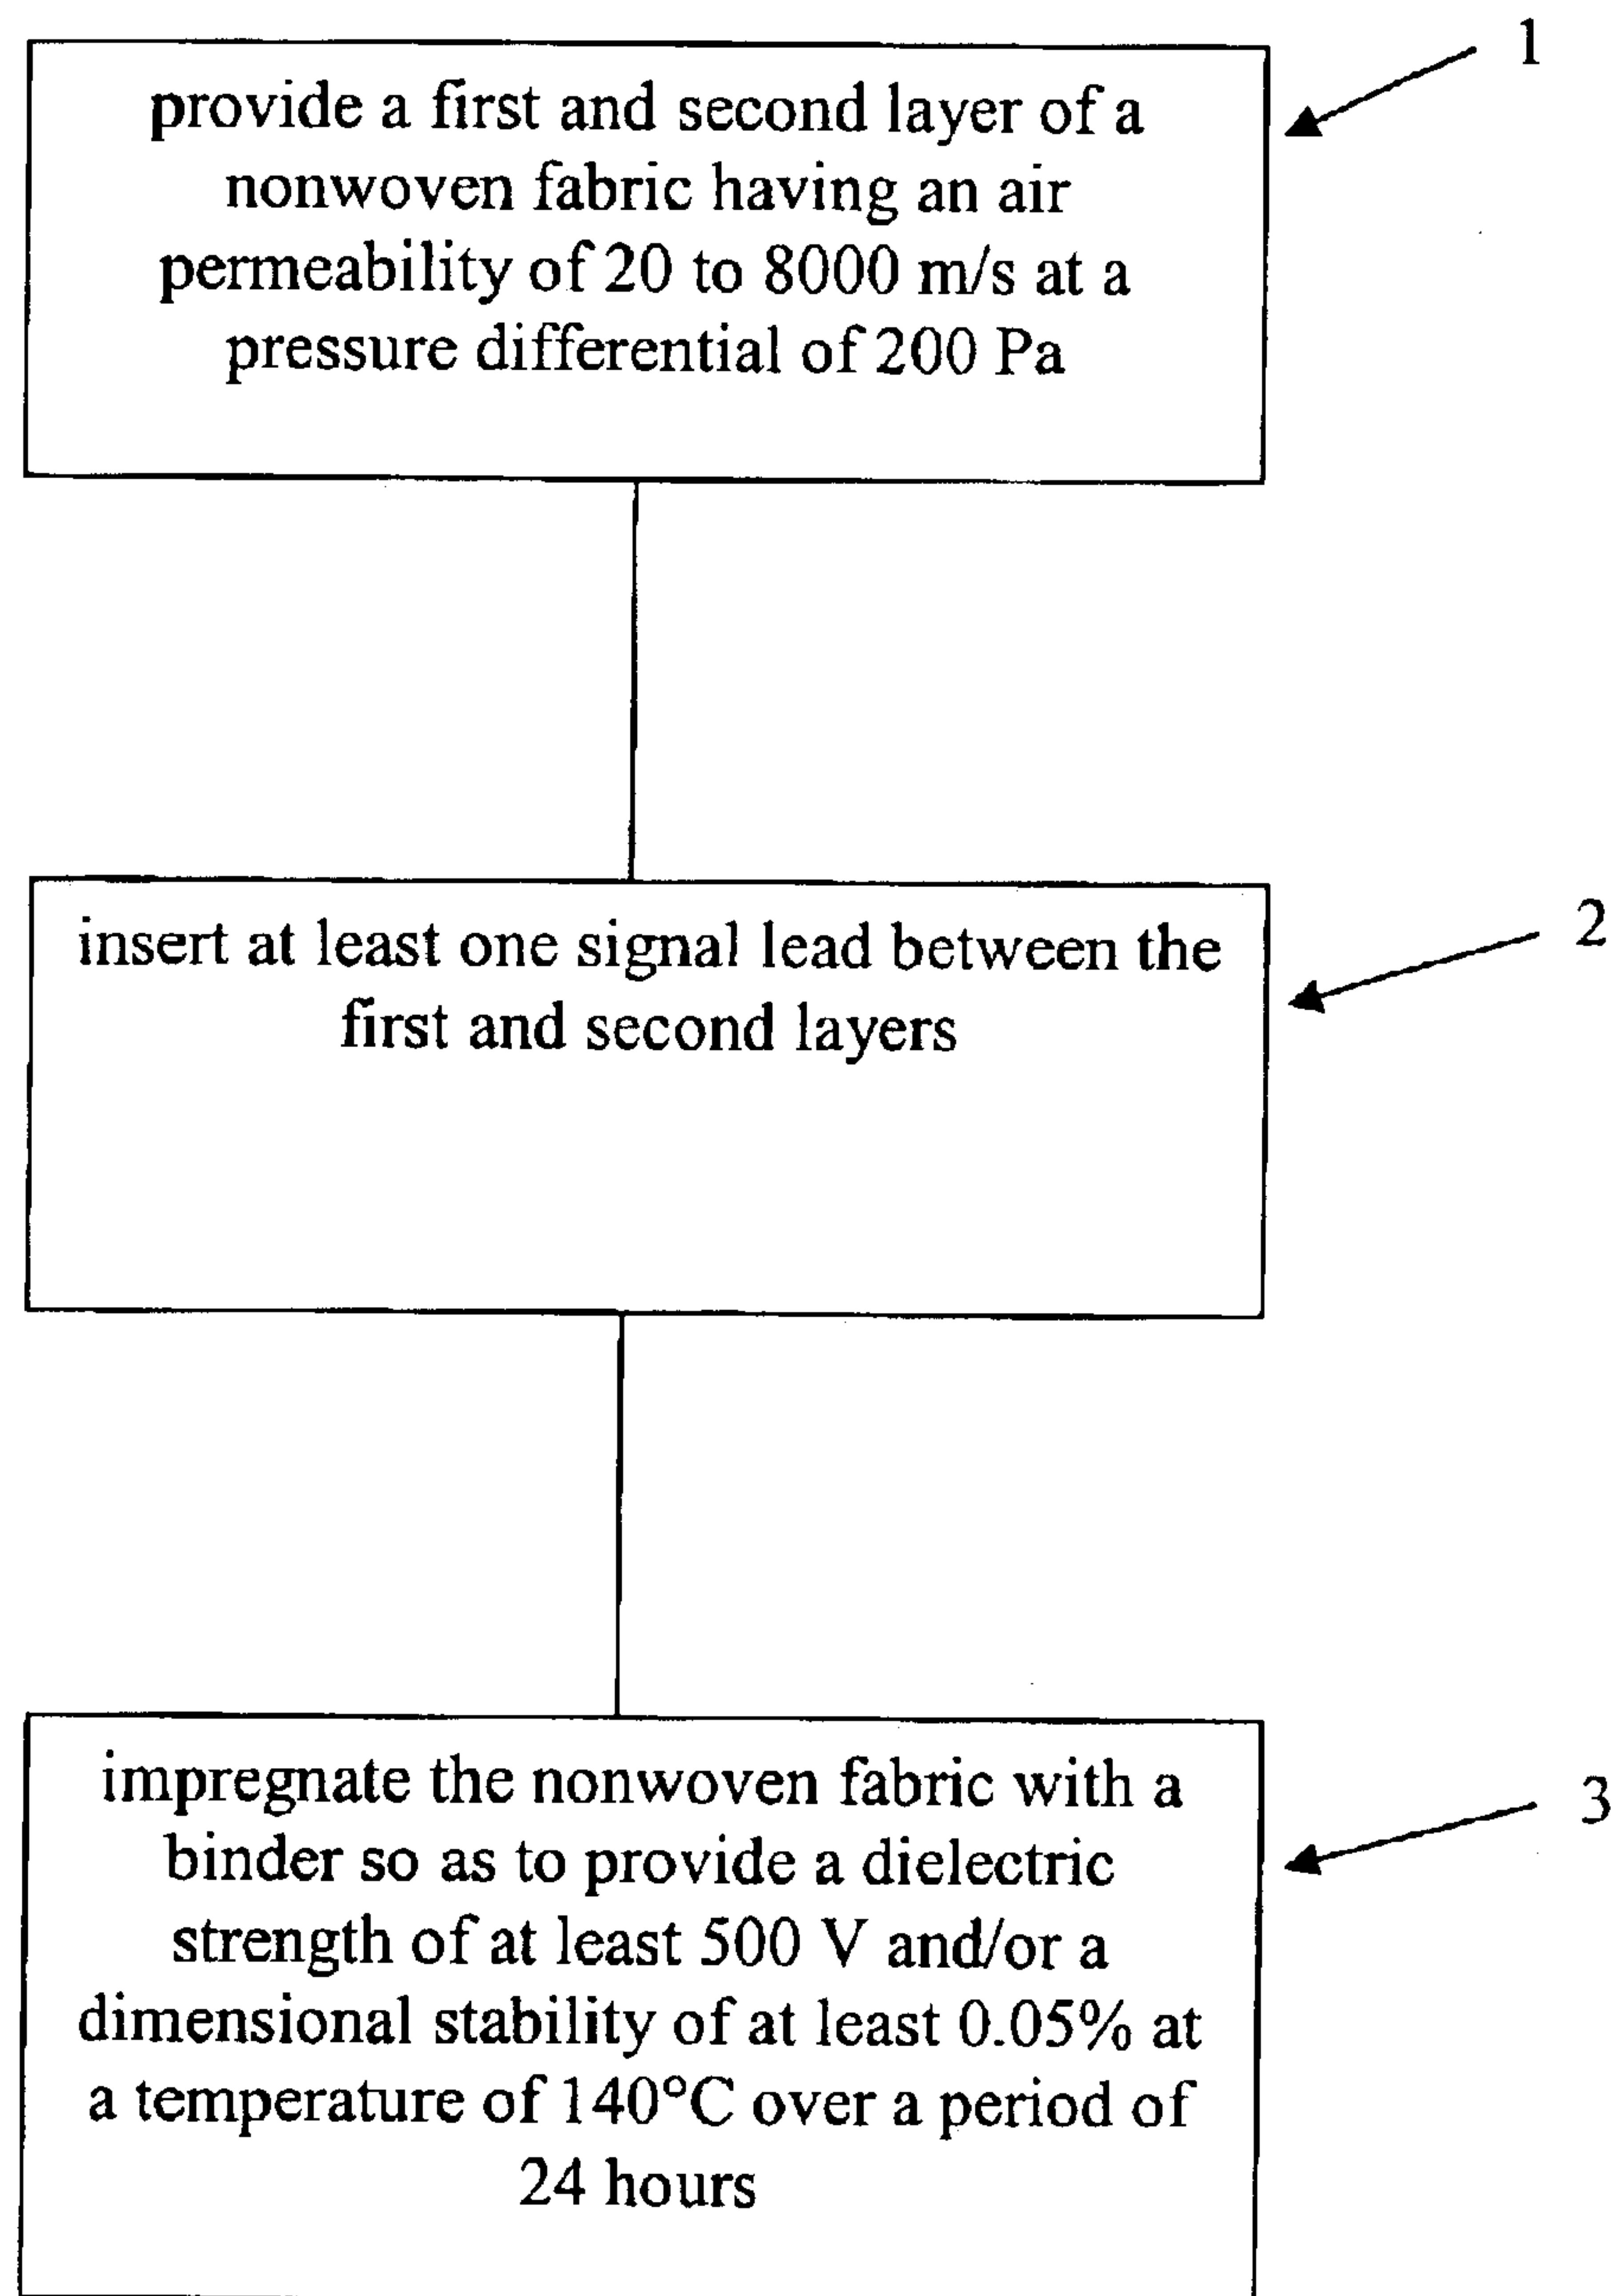 1
provide a first and second layer of a
nonwoven fabric having an air
permeability of 20 to 8000 m/s at a
pressure differential of 200 Pa
2
insert at least one signal lead between the
first and second layers
3
impregnate the nonwoven fabric with a
binder so as to provide a dielectric
strength of at least 500 V and/or a
dimensional stability of at least 0.05% at
a temperature of 140°C over a period of
24 hours